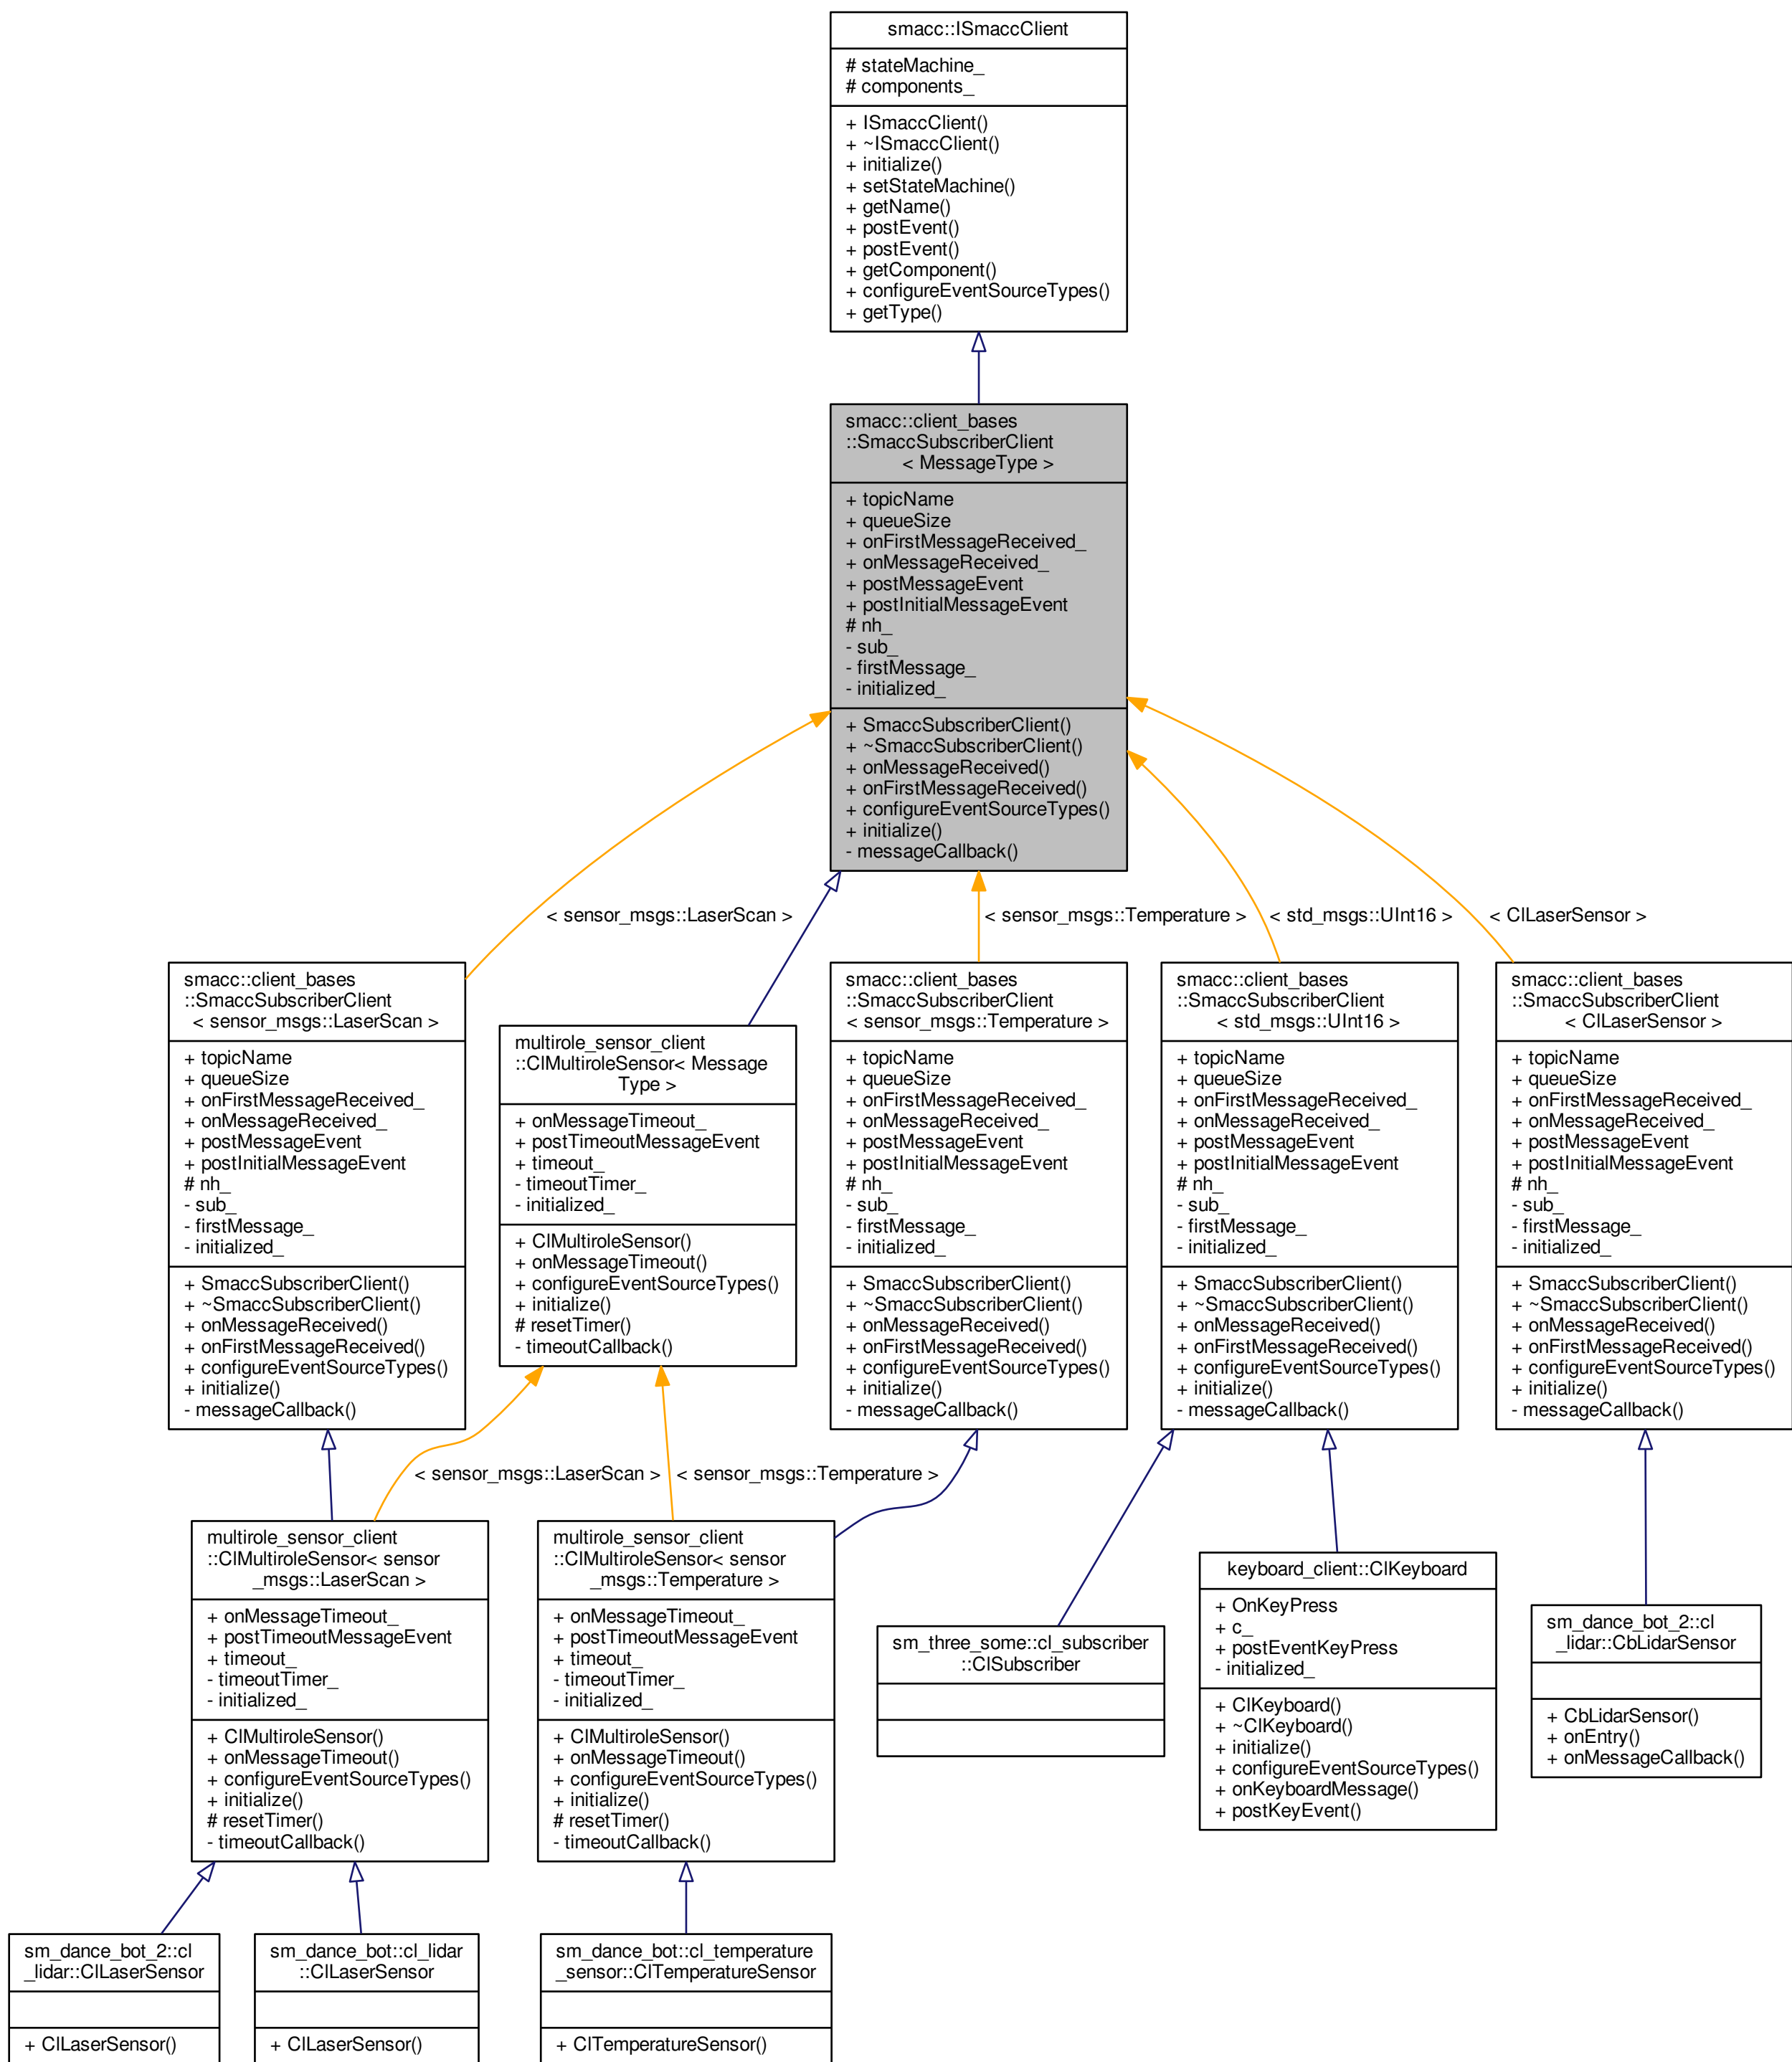 smacc::ISmaccClient
# stateMachine_
# components_
+ ISmaccClient()
+ ~ISmaccClient()
+ initialize()
+ setStateMachine()
+ getName()
+ postEvent()
+ postEvent()
+ getComponent()
+ configureEventSourceTypes()
+ getType()
smacc::client_bases
::SmaccSubscriberClient
< MessageType >
+ topicName
+ queueSize
+ onFirstMessageReceived_
+ onMessageReceived_
+ postMessageEvent
+ postInitialMessageEvent
# nh_
- sub_
- firstMessage_
- initialized_
+ SmaccSubscriberClient()
+ ~SmaccSubscriberClient()
+ onMessageReceived()
+ onFirstMessageReceived()
+ configureEventSourceTypes()
+ initialize()
- messageCallback()
< sensor_msgs::LaserScan >
< sensor_msgs::Temperature >
< std_msgs::UInt16 >
< ClLaserSensor >
smacc::client_bases
::SmaccSubscriberClient
< sensor_msgs::LaserScan >
+ topicName
+ queueSize
+ onFirstMessageReceived_
+ onMessageReceived_
+ postMessageEvent
+ postInitialMessageEvent
# nh_
- sub_
- firstMessage_
- initialized_
+ SmaccSubscriberClient()
+ ~SmaccSubscriberClient()
+ onMessageReceived()
+ onFirstMessageReceived()
+ configureEventSourceTypes()
+ initialize()
- messageCallback()
multirole_sensor_client
::ClMultiroleSensor< Message
Type >
+ onMessageTimeout_
+ postTimeoutMessageEvent
+ timeout_
- timeoutTimer_
- initialized_
+ ClMultiroleSensor()
+ onMessageTimeout()
+ configureEventSourceTypes()
+ initialize()
# resetTimer()
- timeoutCallback()
smacc::client_bases
::SmaccSubscriberClient
< sensor_msgs::Temperature >
+ topicName
+ queueSize
+ onFirstMessageReceived_
+ onMessageReceived_
+ postMessageEvent
+ postInitialMessageEvent
# nh_
- sub_
- firstMessage_
- initialized_
+ SmaccSubscriberClient()
+ ~SmaccSubscriberClient()
+ onMessageReceived()
+ onFirstMessageReceived()
+ configureEventSourceTypes()
+ initialize()
- messageCallback()
smacc::client_bases
::SmaccSubscriberClient
< std_msgs::UInt16 >
+ topicName
+ queueSize
+ onFirstMessageReceived_
+ onMessageReceived_
+ postMessageEvent
+ postInitialMessageEvent
# nh_
- sub_
- firstMessage_
- initialized_
+ SmaccSubscriberClient()
+ ~SmaccSubscriberClient()
+ onMessageReceived()
+ onFirstMessageReceived()
+ configureEventSourceTypes()
+ initialize()
- messageCallback()
smacc::client_bases
::SmaccSubscriberClient
< ClLaserSensor >
+ topicName
+ queueSize
+ onFirstMessageReceived_
+ onMessageReceived_
+ postMessageEvent
+ postInitialMessageEvent
# nh_
- sub_
- firstMessage_
- initialized_
+ SmaccSubscriberClient()
+ ~SmaccSubscriberClient()
+ onMessageReceived()
+ onFirstMessageReceived()
+ configureEventSourceTypes()
+ initialize()
- messageCallback()
< sensor_msgs::LaserScan >
< sensor_msgs::Temperature >
multirole_sensor_client
::ClMultiroleSensor< sensor
_msgs::LaserScan >
+ onMessageTimeout_
+ postTimeoutMessageEvent
+ timeout_
- timeoutTimer_
- initialized_
+ ClMultiroleSensor()
+ onMessageTimeout()
+ configureEventSourceTypes()
+ initialize()
# resetTimer()
- timeoutCallback()
multirole_sensor_client
::ClMultiroleSensor< sensor
_msgs::Temperature >
+ onMessageTimeout_
+ postTimeoutMessageEvent
+ timeout_
- timeoutTimer_
- initialized_
+ ClMultiroleSensor()
+ onMessageTimeout()
+ configureEventSourceTypes()
+ initialize()
# resetTimer()
- timeoutCallback()
sm_three_some::cl_subscriber
::ClSubscriber
keyboard_client::ClKeyboard
+ OnKeyPress
+ c_
+ postEventKeyPress
- initialized_
+ ClKeyboard()
+ ~ClKeyboard()
+ initialize()
+ configureEventSourceTypes()
+ onKeyboardMessage()
+ postKeyEvent()
sm_dance_bot_2::cl
_lidar::CbLidarSensor
+ CbLidarSensor()
+ onEntry()
+ onMessageCallback()
sm_dance_bot_2::cl
_lidar::ClLaserSensor
+ ClLaserSensor()
sm_dance_bot::cl_lidar
::ClLaserSensor
+ ClLaserSensor()
sm_dance_bot::cl_temperature
_sensor::ClTemperatureSensor
+ ClTemperatureSensor()